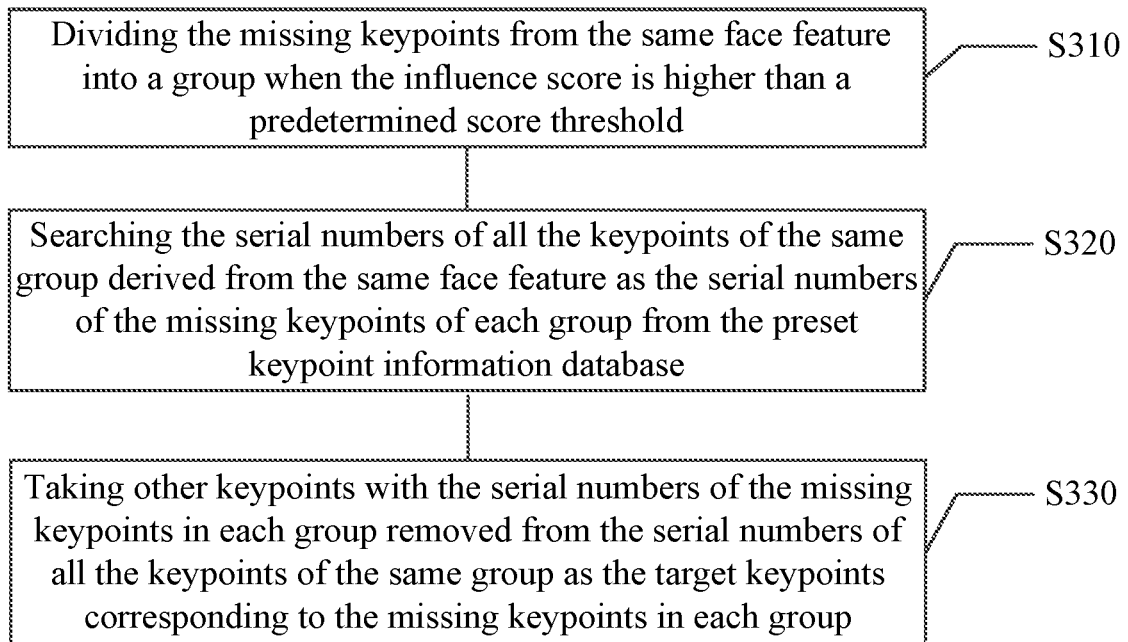 Dividing the missing keypoints from the same face feature
into a group when the influence score is higher than a
predetermined score threshold
S310
Searching the serial numbers of all the keypoints of the same
group derived from the same face feature as the serial numbers
of the missing keypoints of each group from the preset
keypoint information database
S320
Taking other keypoints with the serial numbers of the missing
keypoints in each group removed from the serial numbers of
all the keypoints of the same group as the target keypoints
corresponding to the missing keypoints in each group
S330